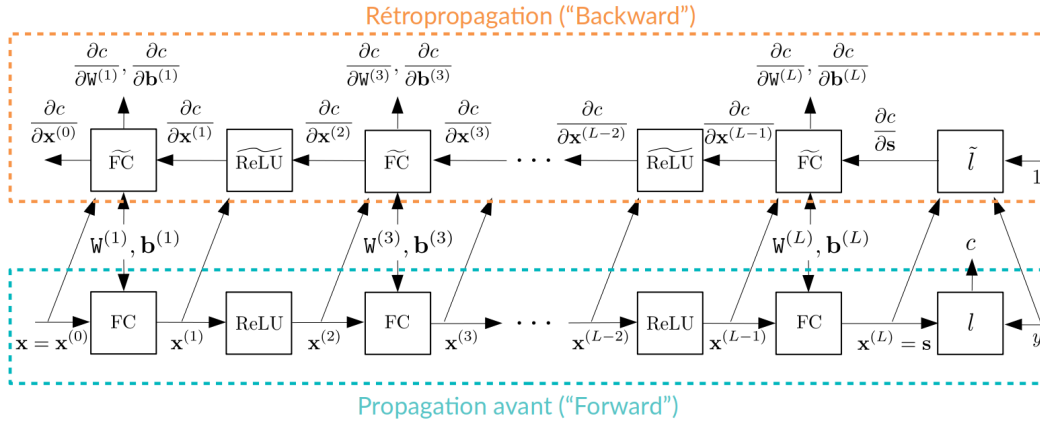 Rétropropagation (“Backward”)
∂c/∂W^(1), ∂c/∂b^(1) ∂c/∂W^(3), ∂c/∂b^(3) ∂c/∂W^(L), ∂c/∂b^(L)
∂c/∂x^(0) ∂c/∂x^(1) ∂c/∂x^(2) ∂c/∂x^(3) ∂c/∂x^(L−2) ∂c/∂x^(L−1) ∂c/∂s
F͠C R͠eLU F͠C · · · R͠eLU F͠C l̃ 1
W^(1), b^(1) W^(3), b^(3) W^(L), b^(L) c
FC ReLU FC · · · ReLU FC l
x = x^(0) x^(1) x^(2) x^(3) x^(L−2) x^(L−1) x^(L) = s y
Propagation avant (“Forward”)